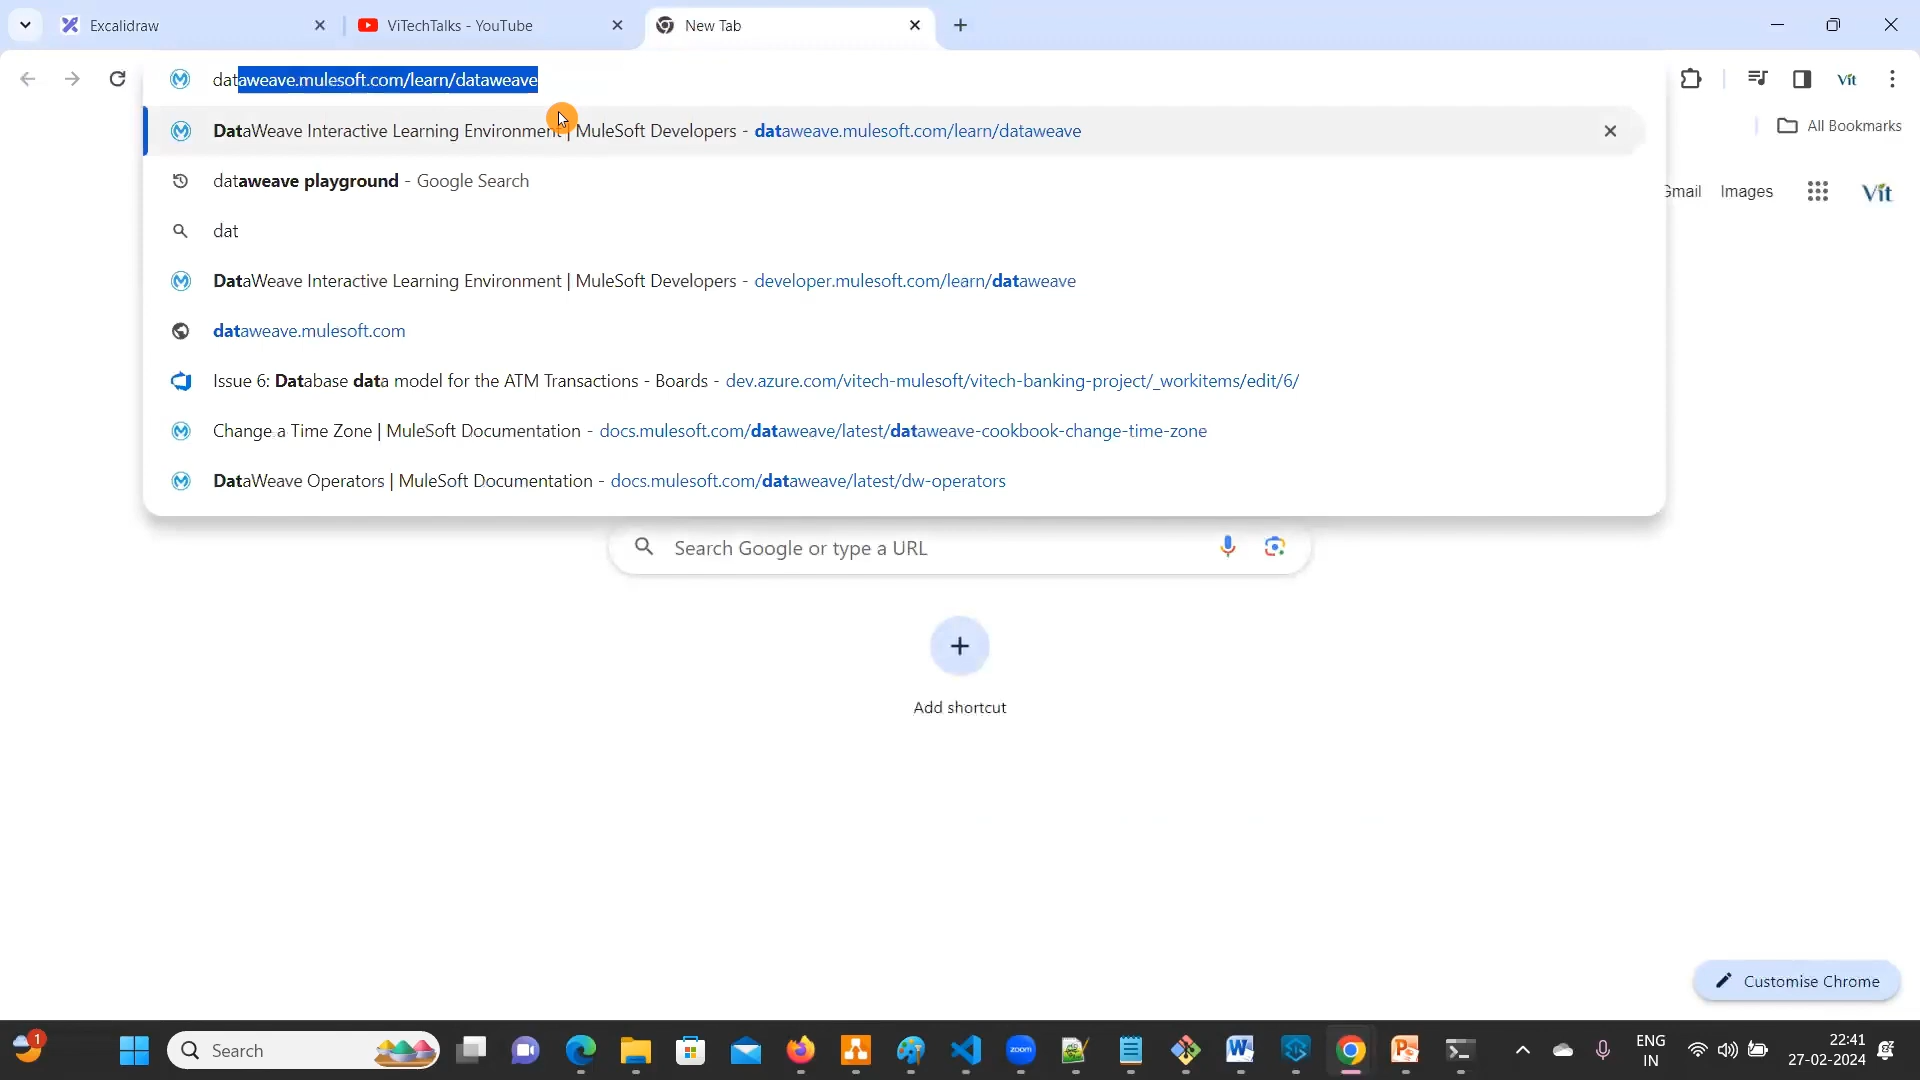 Excalidraw
ViTechTalks - YouTube
New Tab
dataweave.mulesoft.com/learn/dataweave
Vit
DataWeave Interactive Learning Environment | MuleSoft Developers - dataweave.mulesoft.com/learn/dataweave
All Bookmarks
dataweave playground - Google Search
Gmail
Images
Vit
dat
DataWeave Interactive Learning Environment | MuleSoft Developers - developer.mulesoft.com/learn/dataweave
dataweave.mulesoft.com
Issue 6: Database data model for the ATM Transactions - Boards - dev.azure.com/vitech-mulesoft/vitech-banking-project/_workitems/edit/6/
Change a Time Zone | MuleSoft Documentation - docs.mulesoft.com/dataweave/latest/dataweave-cookbook-change-time-zone
DataWeave Operators | MuleSoft Documentation - docs.mulesoft.com/dataweave/latest/dw-operators
Search Google or type a URL
Add shortcut
Customise Chrome
1
Search
zoom
ENG
IN
22:41
27-02-2024